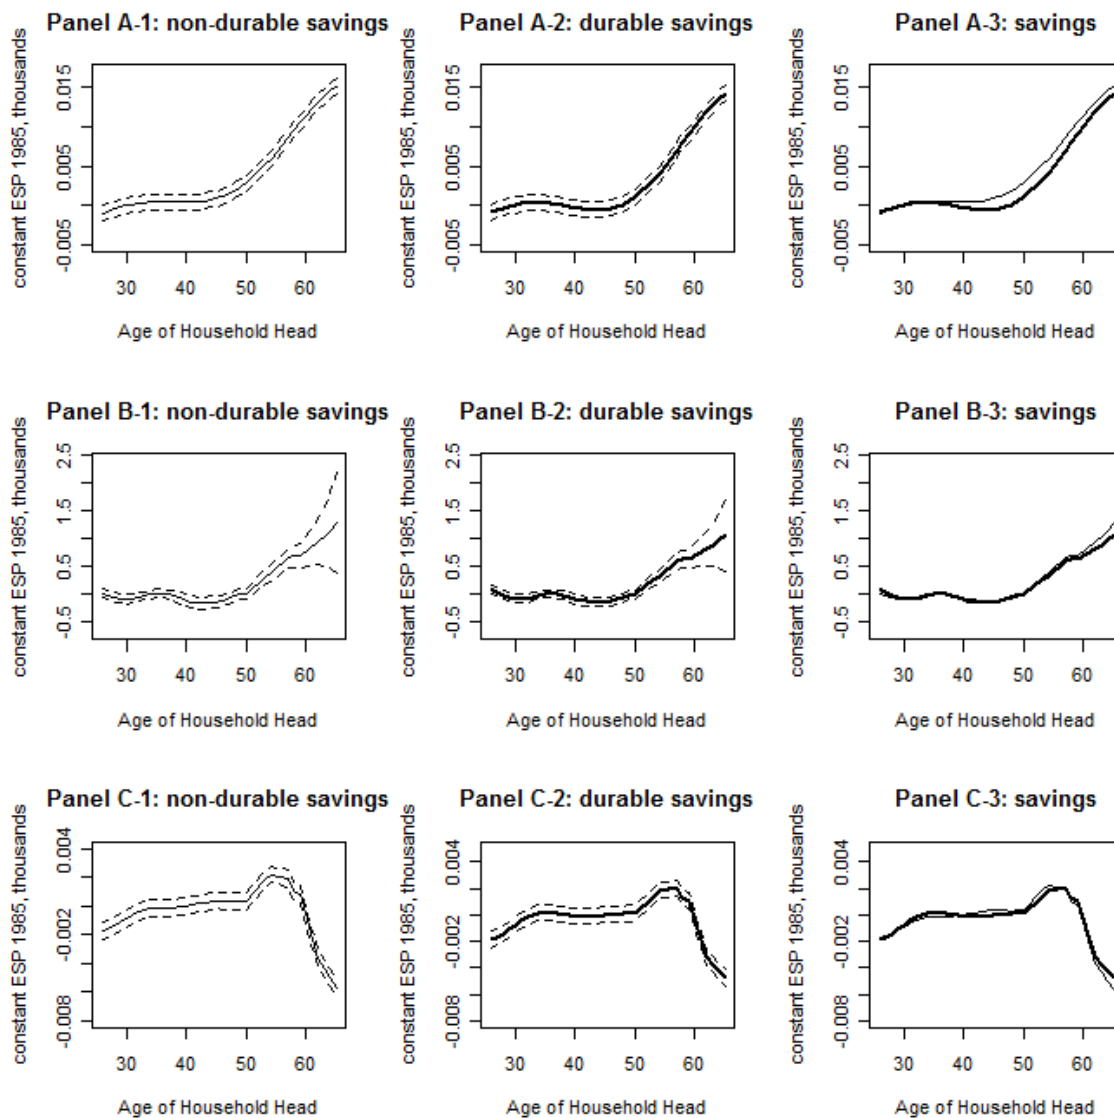 Panel A-1: non-durable savings
constant ESP 1985, thousands
0.015
0.005
-0.005
30 40 50 60
Age of Household Head
Panel A-2: durable savings
constant ESP 1985, thousands
0.015
0.005
-0.005
30 40 50 60
Age of Household Head
Panel A-3: savings
constant ESP 1985, thousands
0.015
0.005
-0.005
30 40 50 60
Age of Household Head
Panel B-1: non-durable savings
constant ESP 1985, thousands
2.5
1.5
0.5
-0.5
30 40 50 60
Age of Household Head
Panel B-2: durable savings
constant ESP 1985, thousands
2.5
1.5
0.5
-0.5
30 40 50 60
Age of Household Head
Panel B-3: savings
constant ESP 1985, thousands
2.5
1.5
0.5
-0.5
30 40 50 60
Age of Household Head
Panel C-1: non-durable savings
constant ESP 1985, thousands
0.004
-0.002
-0.008
30 40 50 60
Age of Household Head
Panel C-2: durable savings
constant ESP 1985, thousands
0.004
-0.002
-0.008
30 40 50 60
Age of Household Head
Panel C-3: savings
constant ESP 1985, thousands
0.004
-0.002
-0.008
30 40 50 60
Age of Household Head